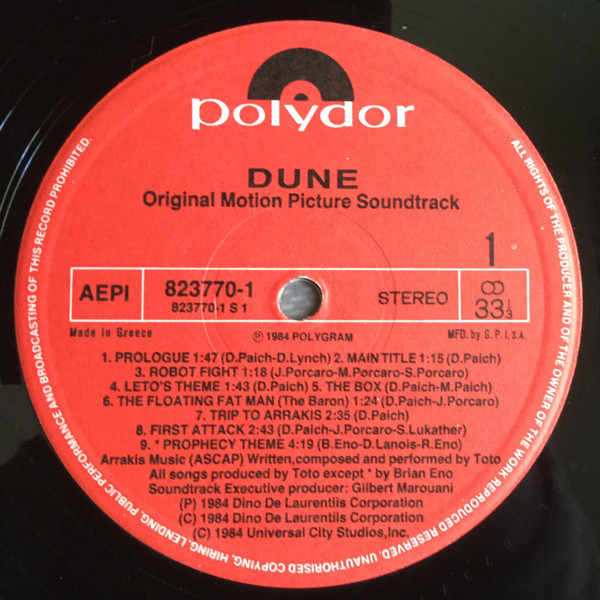 polydor
DUNE
Original Motion Picture Soundtrack
1
AEPI
823770-1
823770-1 S 1
STEREO
33⅓
Made in Greece
℗ 1984 POLYGRAM
MFD. by G. P. I. s.a.
1. PROLOGUE 1:47 (D.Paich-D.Lynch) 2. MAIN TITLE 1:15 (D.Paich)
3. ROBOT FIGHT 1:18 (J.Porcaro-M.Porcaro-S.Porcaro)
4. LETO'S THEME 1:43 (D.Paich) 5. THE BOX (D.Paich-M.Paich)
6. THE FLOATING FAT MAN (The Baron) 1:24 (D.Paich-J.Porcaro)
7. TRIP TO ARRAKIS 2:35 (D.Paich)
8. FIRST ATTACK 2:43 (D.Paich-J.Porcaro-S.Lukather)
9. * PROPHECY THEME 4:19 (B.Eno-D.Lanois-R.Eno)
Arrakis Music (ASCAP) Written,composed and performed by Toto
All songs produced by Toto except * by Brian Eno
Soundtrack Executive producer: Gilbert Marouani
(P) 1984 Dino De Laurentiis Corporation
(C) 1984 Dino De Laurentiis Corporation
(C) 1984 Universal City Studios,Inc.
ALL RIGHTS OF THE PRODUCER AND OF THE OWNER OF THE WORK REPRODUCED RESERVED. UNAUTHORISED COPYING, HIRING, LENDING, PUBLIC PERFORMANCE AND BROADCASTING OF THIS RECORD PROHIBITED.